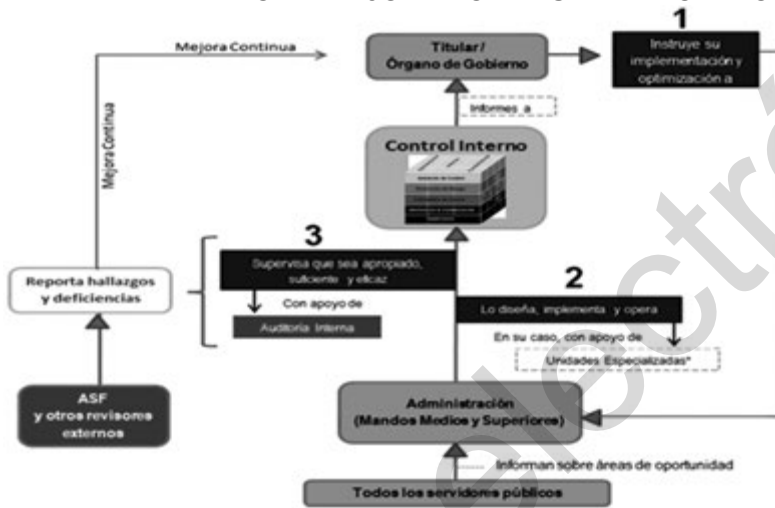 1
Mejora Continua
Titular/
Órgano de Gobierno
Instruye su
implementación y
optimización a
Informes a
Mejora Continua
Control Interno
3
Supervisa que sea apropiado,
suficiente y eficaz
2
Reporta hallazgos
y deficiencias
Con apoyo de
Lo diseña, implementa y opera
Auditoría Interna
En su caso, con apoyo de
Unidades Especializadas*
ASF
y otros revisores
externos
Administración
(Mandos Medios y Superiores)
Informan sobre áreas de oportunidad
Todos los servidores públicos